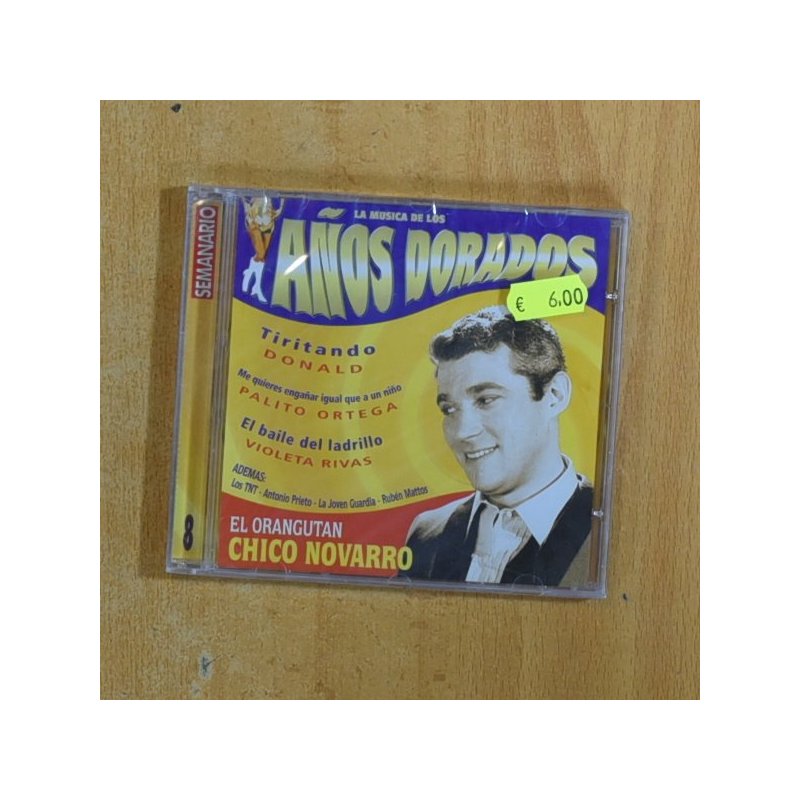 SEMANARIO
8
LA MUSICA DE LOS
AÑOS DORADOS
€ 6,00
Tiritando
DONALD
Me quieres engañar igual que a un niño
PALITO ORTEGA
El baile del ladrillo
VIOLETA RIVAS
ADEMAS:
Los TNT - Antonio Prieto - La Joven Guardia - Rubén Mattos
EL ORANGUTAN
CHICO NOVARRO